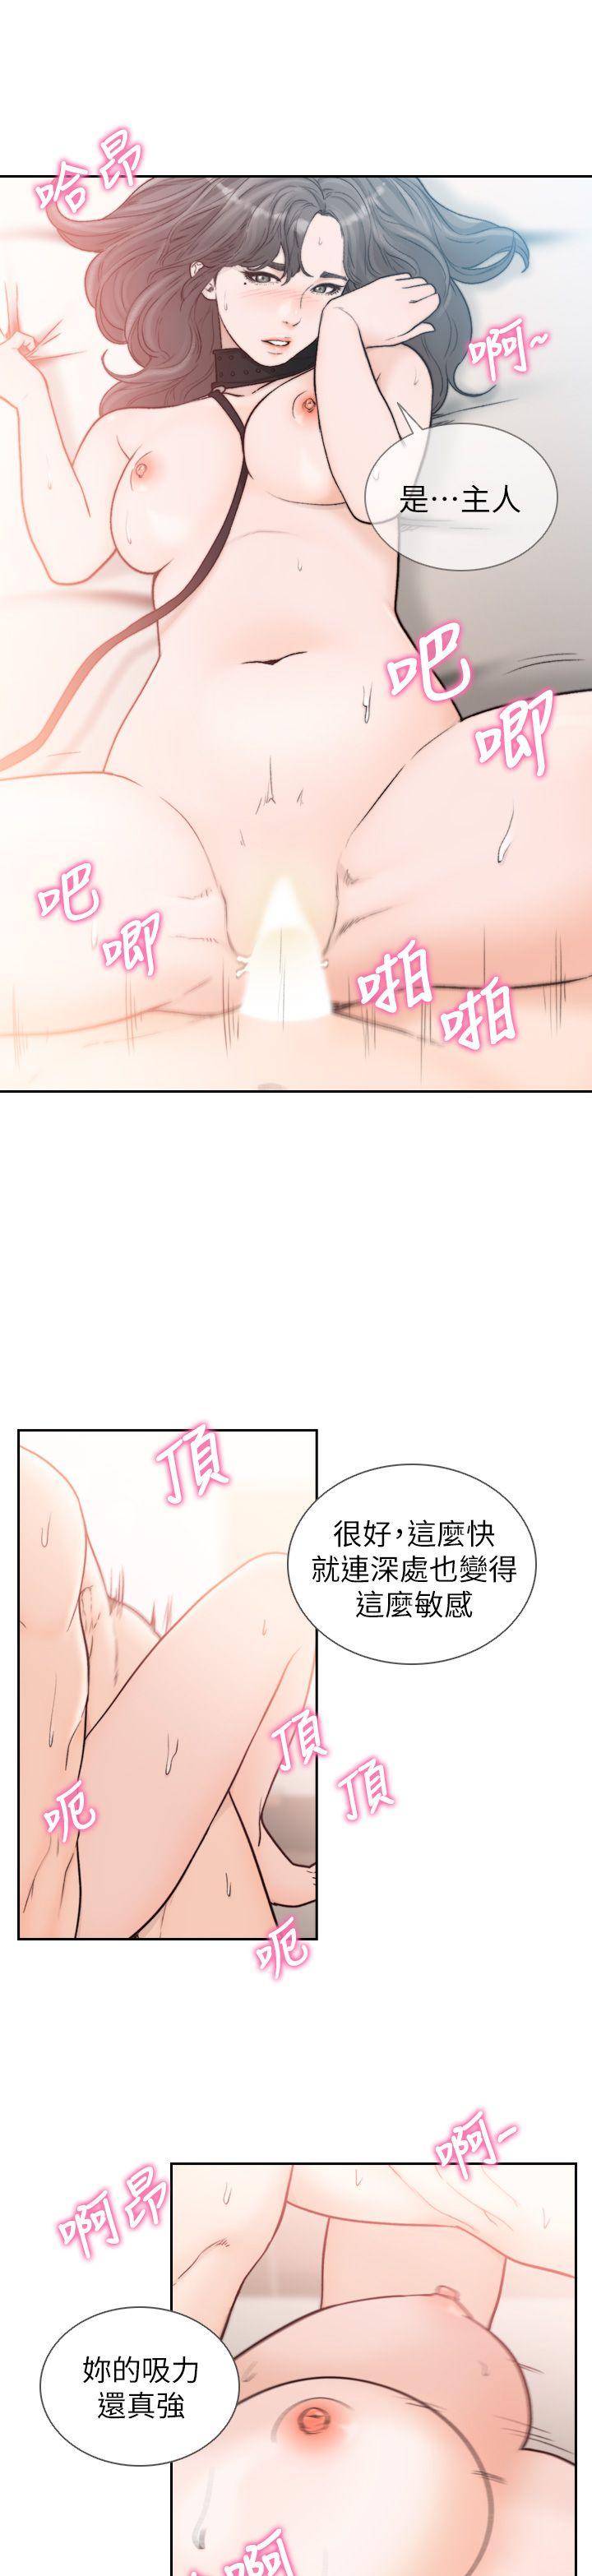 哈昂
啊~
是…主人
吧唧
吧唧
啪啪
頂
很好，這麼快
就連深處也變得
這麼敏感
頂
頂
呃
呃
啊~
啊昂
妳的吸力
還真強
啊